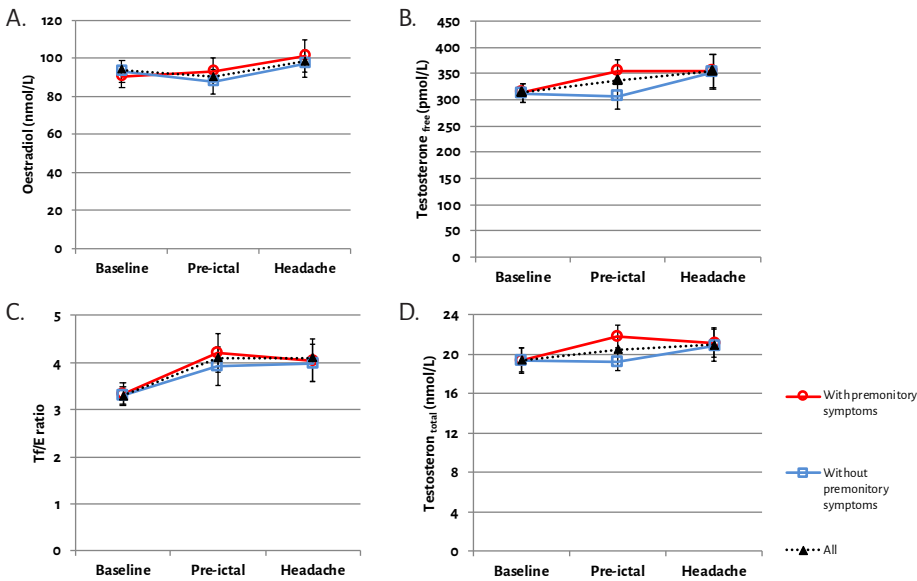 A.
120
100
80
60
40
20
0
Oestradiol (nmol/L)
Baseline
Pre-ictal
Headache
B.
450
400
350
300
250
200
150
100
50
0
Testosterone free (pmol/L)
Baseline
Pre-ictal
Headache
C.
5
4
3
2
1
0
Tf/E ratio
Baseline
Pre-ictal
Headache
D.
24
20
16
12
8
4
0
Testosteron total (nmol/L)
Baseline
Pre-ictal
Headache
With premonitory
symptoms
Without
premonitory
symptoms
All